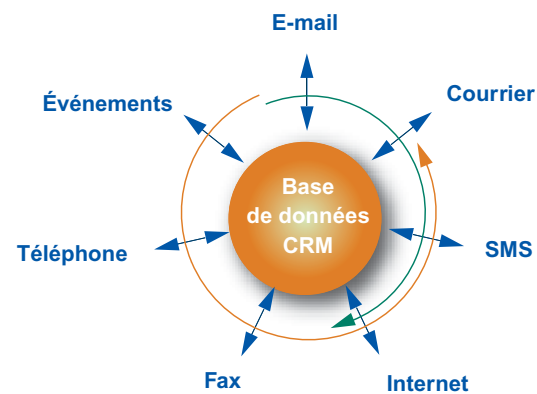 E-mail
Courrier
Événements
Base
de données
CRM
Téléphone
SMS
Fax
Internet